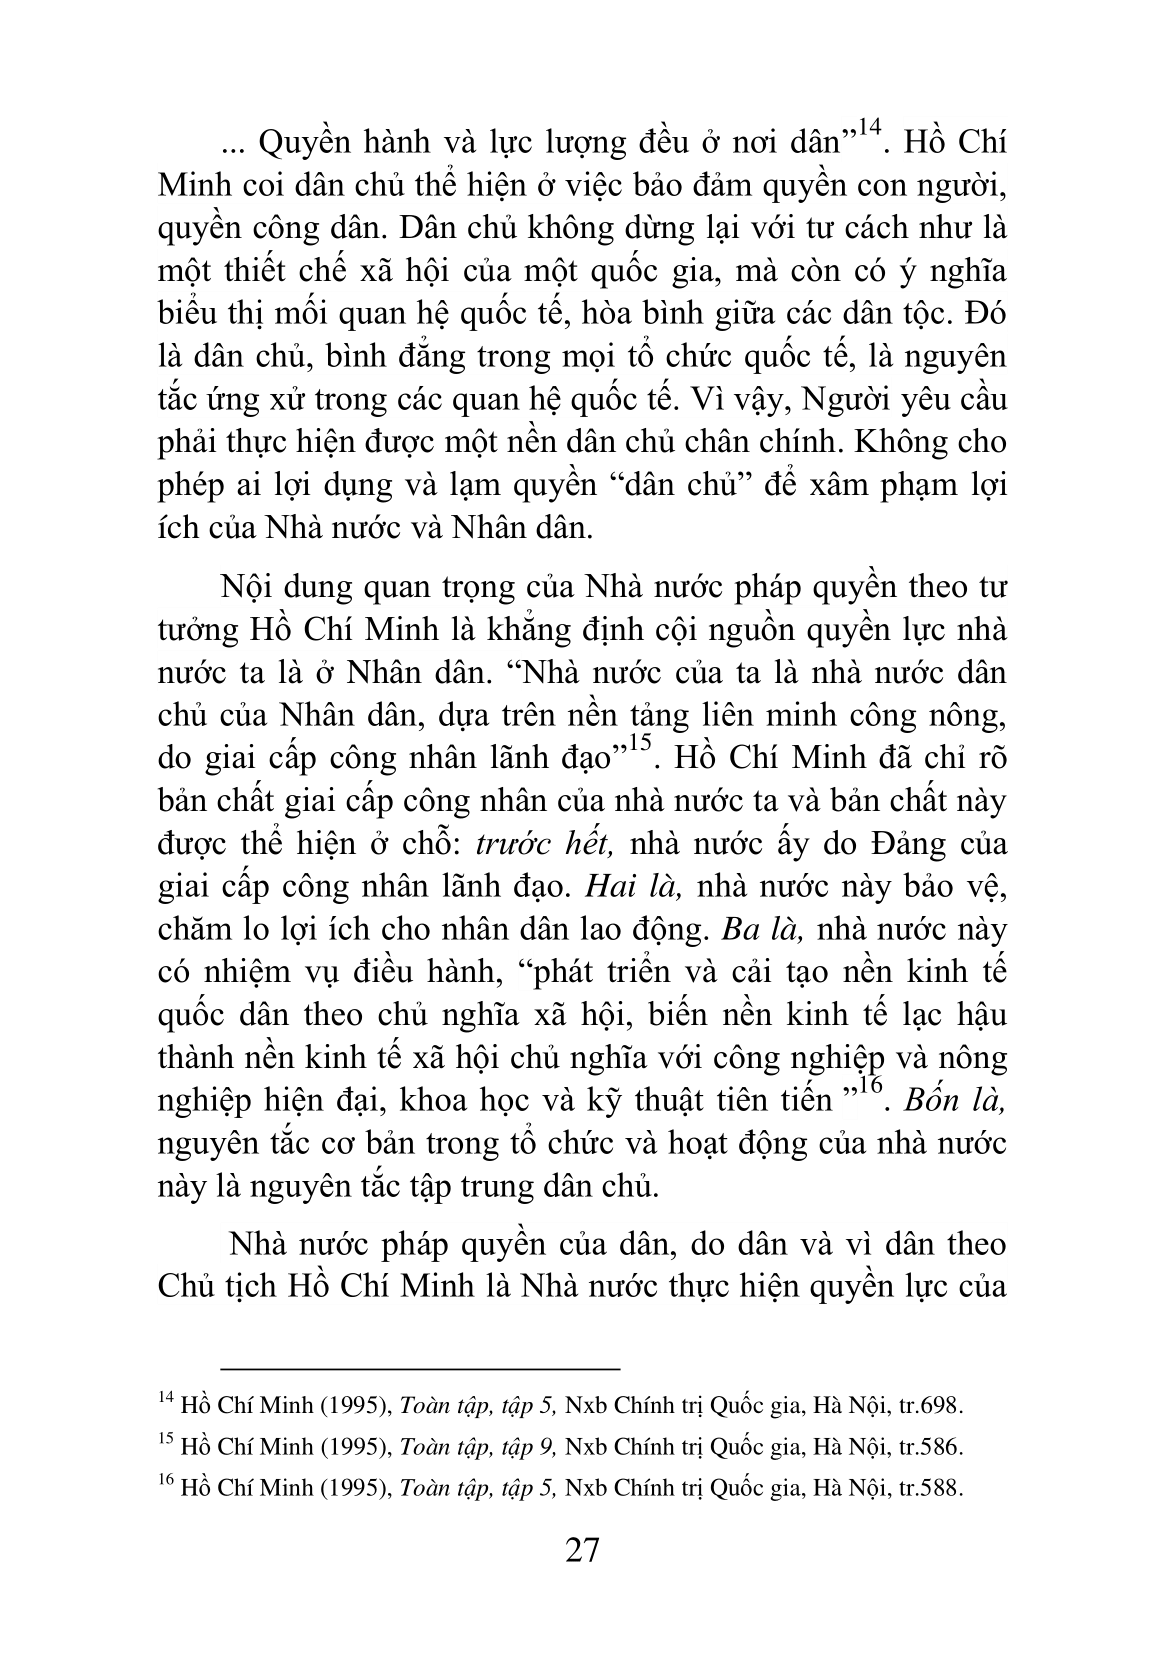 ... Quyền hành và lực lượng đều ở nơi dân”14. Hồ Chí
Minh coi dân chủ thể hiện ở việc bảo đảm quyền con người,
quyền công dân. Dân chủ không dừng lại với tư cách như là
một thiết chế xã hội của một quốc gia, mà còn có ý nghĩa
biểu thị mối quan hệ quốc tế, hòa bình giữa các dân tộc. Đó
là dân chủ, bình đẳng trong mọi tổ chức quốc tế, là nguyên
tắc ứng xử trong các quan hệ quốc tế. Vì vậy, Người yêu cầu
phải thực hiện được một nền dân chủ chân chính. Không cho
phép ai lợi dụng và lạm quyền “dân chủ” để xâm phạm lợi
ích của Nhà nước và Nhân dân.
Nội dung quan trọng của Nhà nước pháp quyền theo tư
tưởng Hồ Chí Minh là khẳng định cội nguồn quyền lực nhà
nước ta là ở Nhân dân. “Nhà nước của ta là nhà nước dân
chủ của Nhân dân, dựa trên nền tảng liên minh công nông,
do giai cấp công nhân lãnh đạo”15. Hồ Chí Minh đã chỉ rõ
bản chất giai cấp công nhân của nhà nước ta và bản chất này
được thể hiện ở chỗ: trước hết, nhà nước ấy do Đảng của
giai cấp công nhân lãnh đạo. Hai là, nhà nước này bảo vệ,
chăm lo lợi ích cho nhân dân lao động. Ba là, nhà nước này
có nhiệm vụ điều hành, “phát triển và cải tạo nền kinh tế
quốc dân theo chủ nghĩa xã hội, biến nền kinh tế lạc hậu
thành nền kinh tế xã hội chủ nghĩa với công nghiệp và nông
nghiệp hiện đại, khoa học và kỹ thuật tiên tiến ”16. Bốn là,
nguyên tắc cơ bản trong tổ chức và hoạt động của nhà nước
này là nguyên tắc tập trung dân chủ.
Nhà nước pháp quyền của dân, do dân và vì dân theo
Chủ tịch Hồ Chí Minh là Nhà nước thực hiện quyền lực của
14 Hồ Chí Minh (1995), Toàn tập, tập 5, Nxb Chính trị Quốc gia, Hà Nội, tr.698.
15 Hồ Chí Minh (1995), Toàn tập, tập 9, Nxb Chính trị Quốc gia, Hà Nội, tr.586.
16 Hồ Chí Minh (1995), Toàn tập, tập 5, Nxb Chính trị Quốc gia, Hà Nội, tr.588.
27